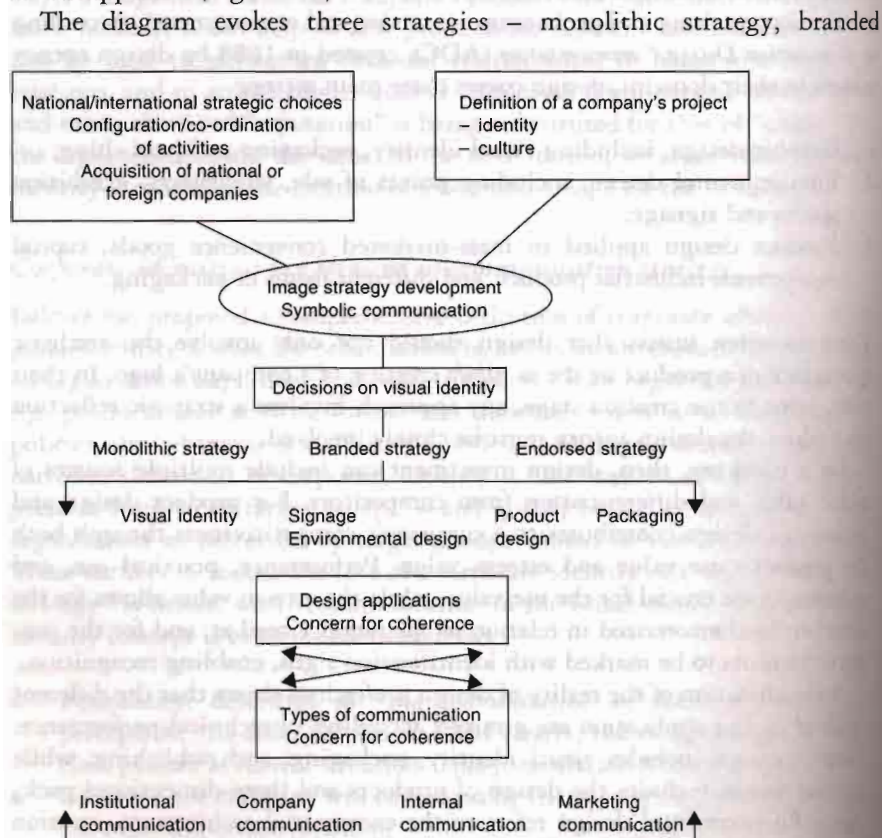 The diagram evokes three strategies – monolithic strategy, branded
National/international strategic choices
Configuration/co-ordination
of activities
Acquisition of national or
foreign companies
Definition of a company's project
– identity
– culture
Image strategy development
Symbolic communication
Decisions on visual identity
Monolithic strategy Branded strategy Endorsed strategy
Visual identity Signage Product Packaging
Environmental design design
Design applications
Concern for coherence
Types of communication
Concern for coherence
Institutional Company Internal Marketing
communication communication communication communication